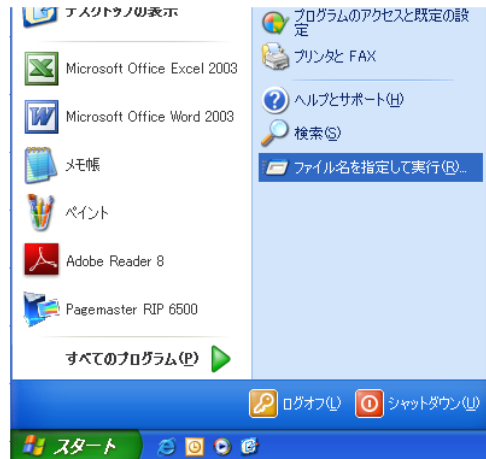 デスクトップの表示
Microsoft Office Excel 2003
Microsoft Office Word 2003
メモ帳
ペイント
Adobe Reader 8
Pagemaster RIP 6500
すべてのプログラム(P)
プログラムのアクセスと既定の設
定
プリンタと FAX
ヘルプとサポート(H)
検索(S)
ファイル名を指定して実行(R)...
ログオフ(L)
シャットダウン(U)
スタート